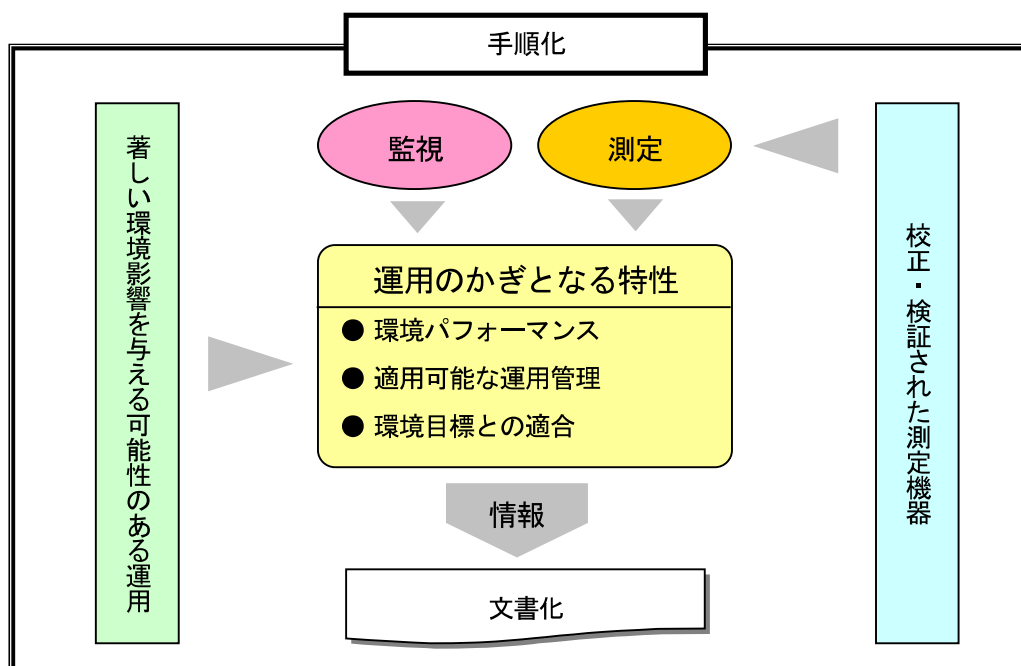 手順化
監視
測定
著しい環境影響を与える可能性のある運用
運用のかぎとなる特性
● 環境パフォーマンス
● 適用可能な運用管理
● 環境目標との適合
校正・検証された測定機器
情報
文書化